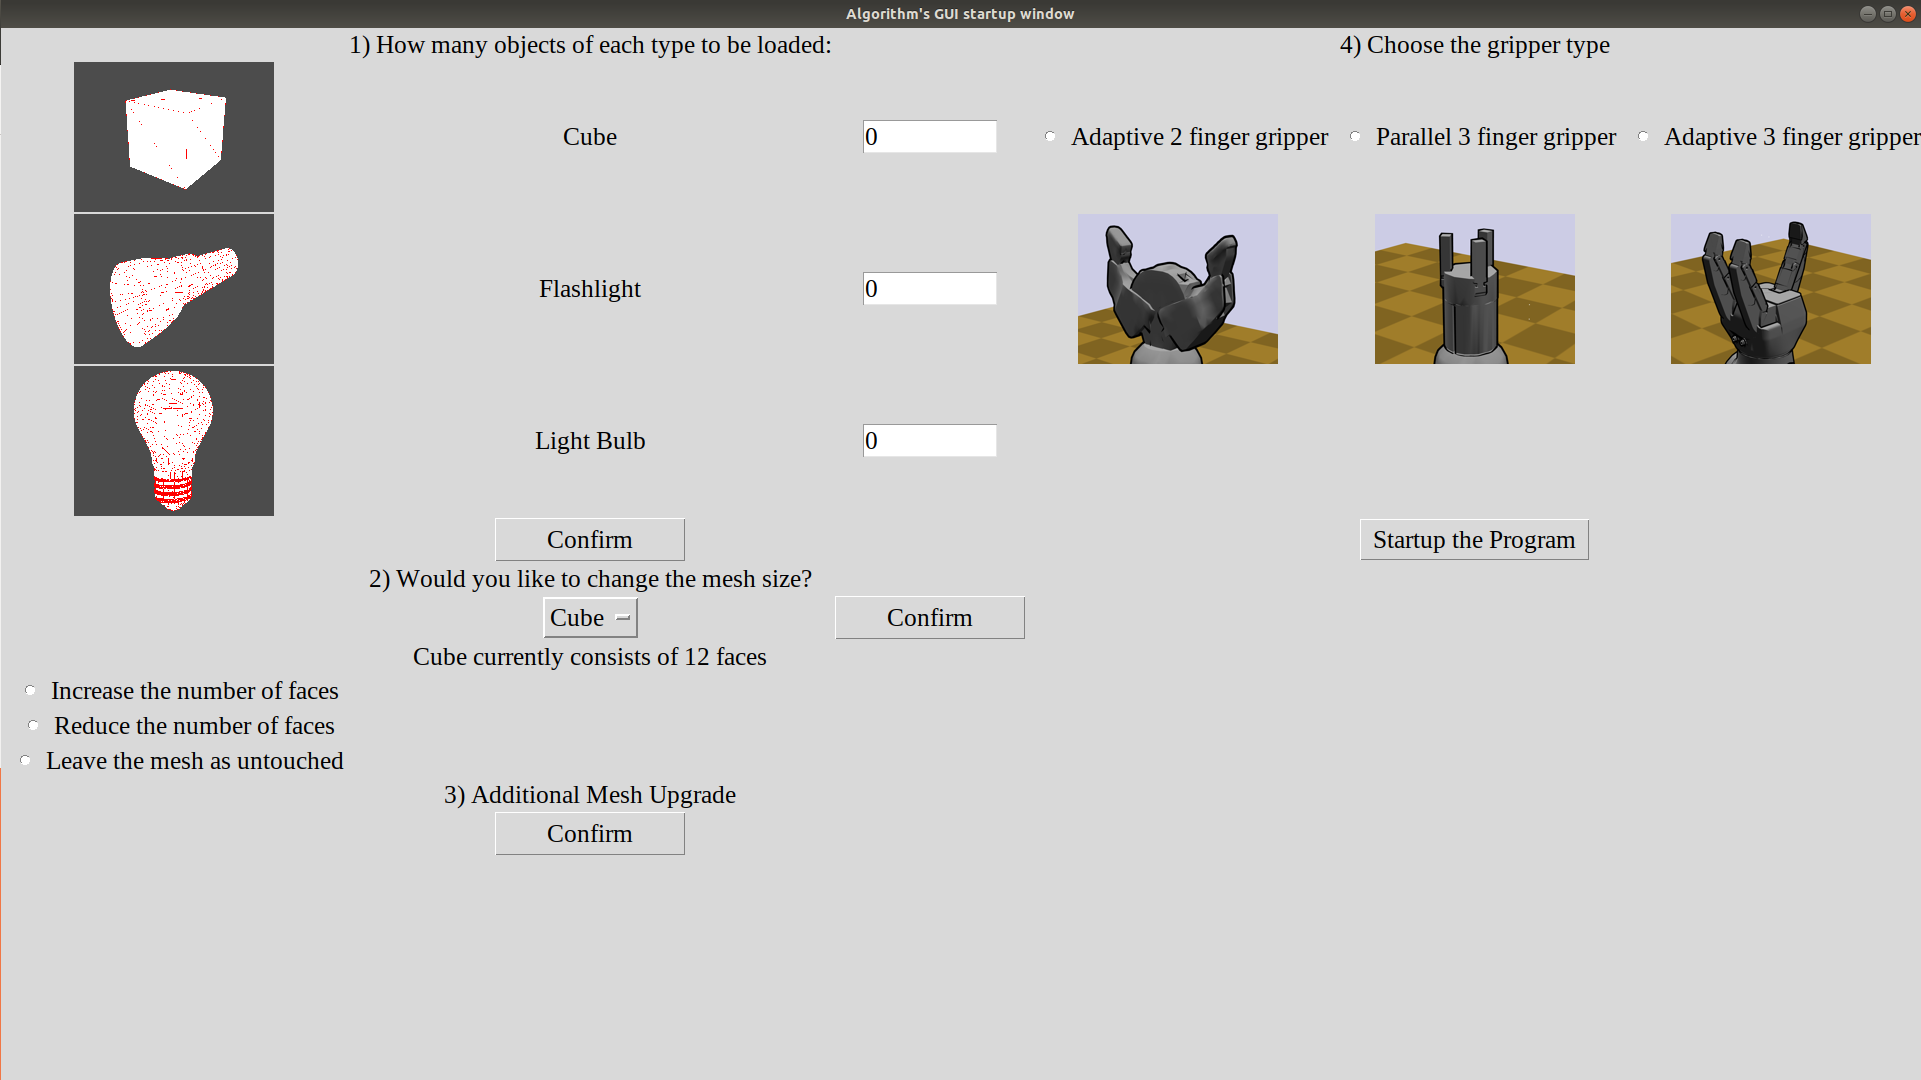 Algorithm's GUI startup window
1) How many objects of each type to be loaded:
Cube
0
Flashlight
0
Light Bulb
0
Confirm
2) Would you like to change the mesh size?
Cube
Confirm
Cube currently consists of 12 faces
Increase the number of faces
Reduce the number of faces
Leave the mesh as untouched
3) Additional Mesh Upgrade
Confirm
4) Choose the gripper type
Adaptive 2 finger gripper
Parallel 3 finger gripper
Adaptive 3 finger gripper
Startup the Program